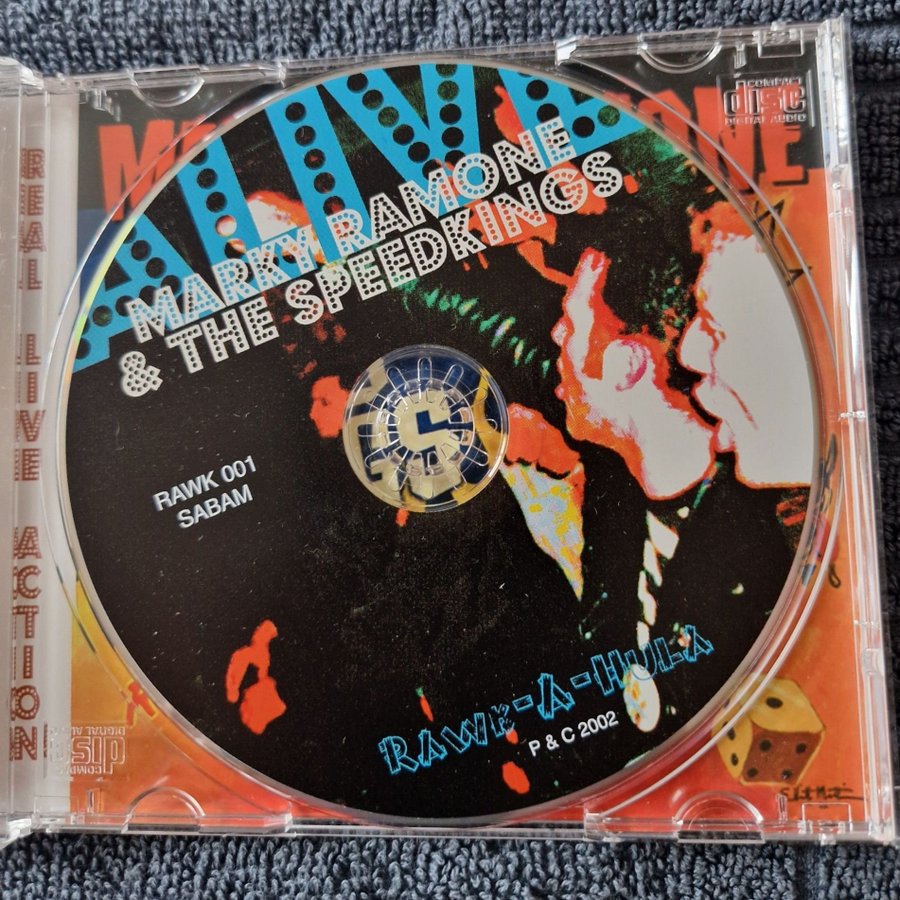 ALIVE
MARKY RAMONE
& THE SPEEDKINGS
RAWK 001
SABAM
RAWK-A-HULA
P & C 2002
REAL LIVE ACTION
COMPACT
disc
DIGITAL AUDIO